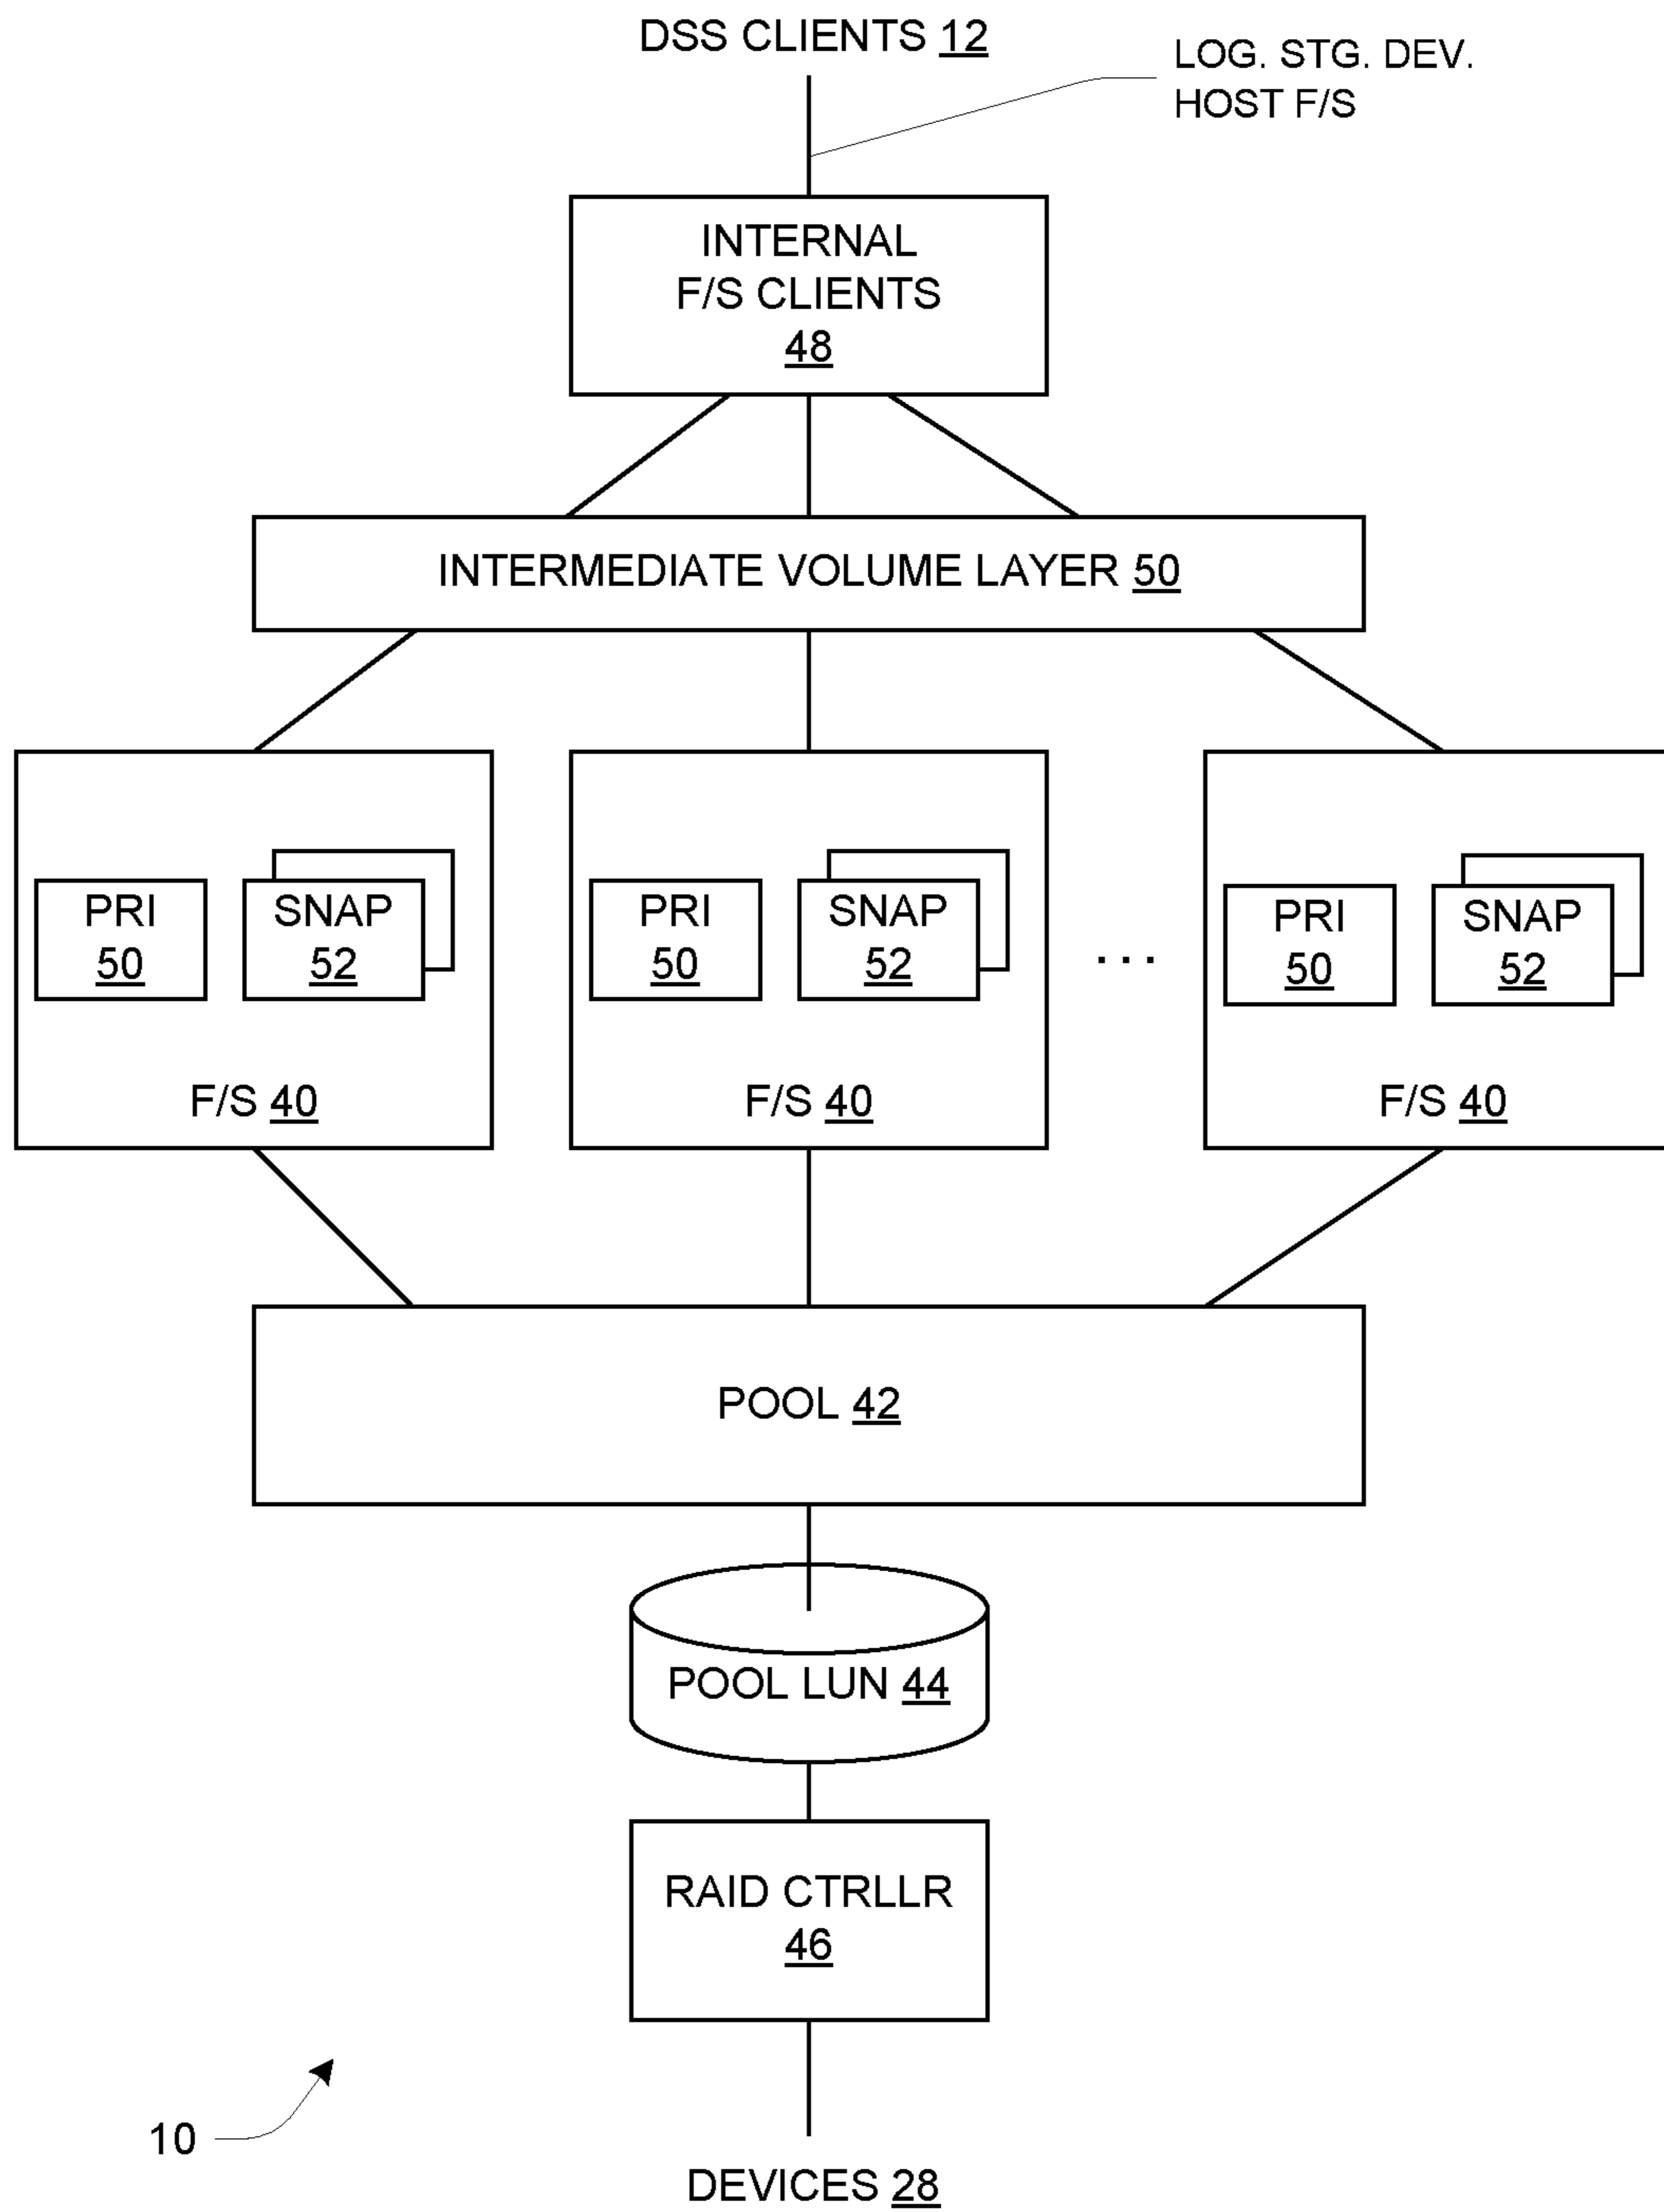 DSS CLIENTS 12
LOG. STG. DEV.
HOST F/S
INTERNAL
F/S CLIENTS
48
INTERMEDIATE VOLUME LAYER 50
PRI
50
SNAP
52
F/S 40
PRI
50
SNAP
52
F/S 40
...
PRI
50
SNAP
52
F/S 40
POOL 42
POOL LUN 44
RAID CTRLLR
46
10
DEVICES 28